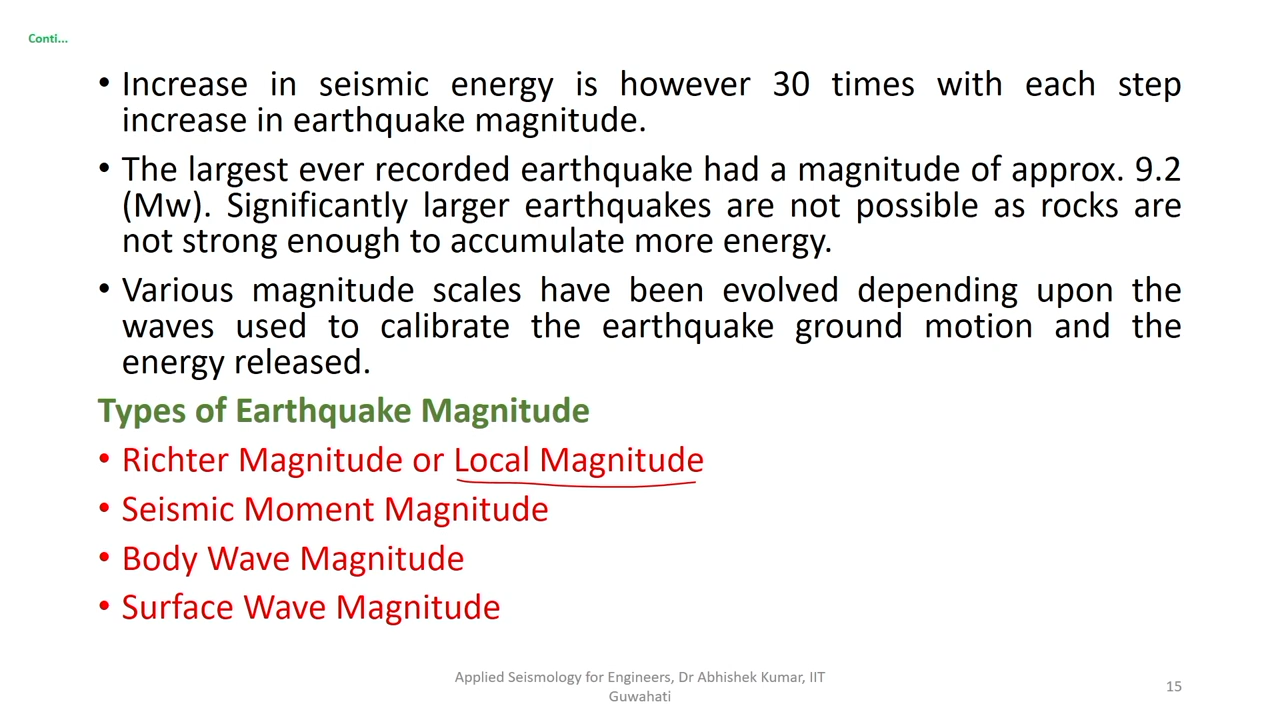 Conti...
• Increase in seismic energy is however 30 times with each step
increase in earthquake magnitude.
• The largest ever recorded earthquake had a magnitude of approx. 9.2
(Mw). Significantly larger earthquakes are not possible as rocks are
not strong enough to accumulate more energy.
• Various magnitude scales have been evolved depending upon the
waves used to calibrate the earthquake ground motion and the
energy released.
Types of Earthquake Magnitude
• Richter Magnitude or Local Magnitude
• Seismic Moment Magnitude
• Body Wave Magnitude
• Surface Wave Magnitude
Applied Seismology for Engineers, Dr Abhishek Kumar, IIT
Guwahati
15